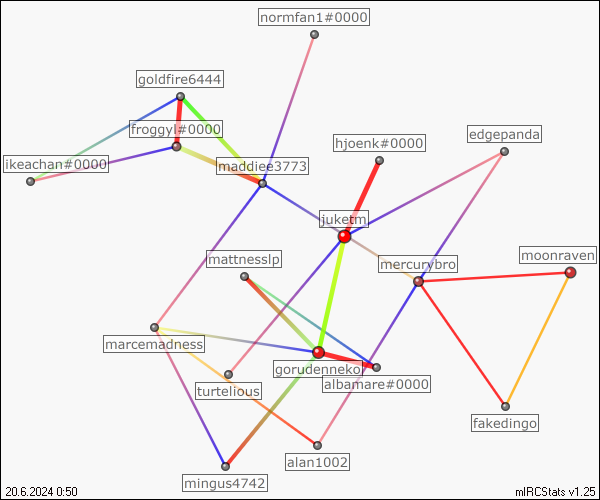 normfan1#0000
goldfire6444
froggyl#0000
hjoenk#0000
edgepanda
ikeachan#0000
maddiee3773
juketm
mattnesslp
mercurybro
moonraven
marcemadness
gorudenneko
albamare#0000
turtelious
fakedingo
alan1002
mingus4742
20.6.2024 0:50
mIRCStats v1.25